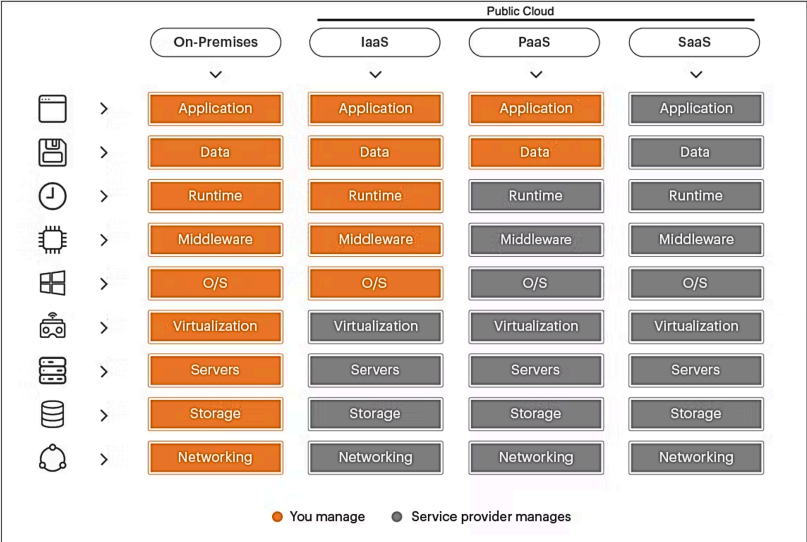 Public Cloud
On-Premises IaaS PaaS SaaS
Application Application Application Application
Data Data Data Data
Runtime Runtime Runtime Runtime
Middleware Middleware Middleware Middleware
O/S O/S O/S O/S
Virtualization Virtualization Virtualization Virtualization
Servers Servers Servers Servers
Storage Storage Storage Storage
Networking Networking Networking Networking
You manage Service provider manages